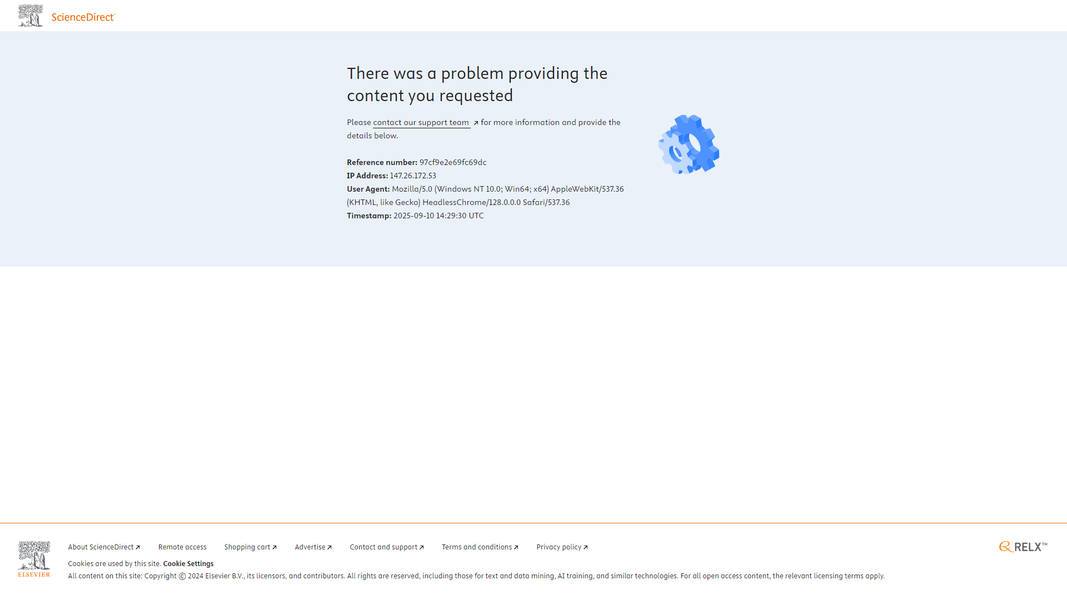 ScienceDirect
There was a problem providing the
content you requested
Please contact our support team ↗ for more information and provide the
details below.
Reference number: 97cf9e2e69fc69dc
IP Address: 147.26.172.53
User Agent: Mozilla/5.0 (Windows NT 10.0; Win64; x64) AppleWebKit/537.36
(KHTML, like Gecko) HeadlessChrome/128.0.0.0 Safari/537.36
Timestamp: 2025-09-10 14:29:30 UTC
About ScienceDirect ↗ Remote access Shopping cart ↗ Advertise ↗ Contact and support ↗ Terms and conditions ↗ Privacy policy ↗
Cookies are used by this site. Cookie Settings
All content on this site: Copyright © 2024 Elsevier B.V., its licensors, and contributors. All rights are reserved, including those for text and data mining, AI training, and similar technologies. For all open access content, the relevant licensing terms apply.
ELSEVIER
RELX™